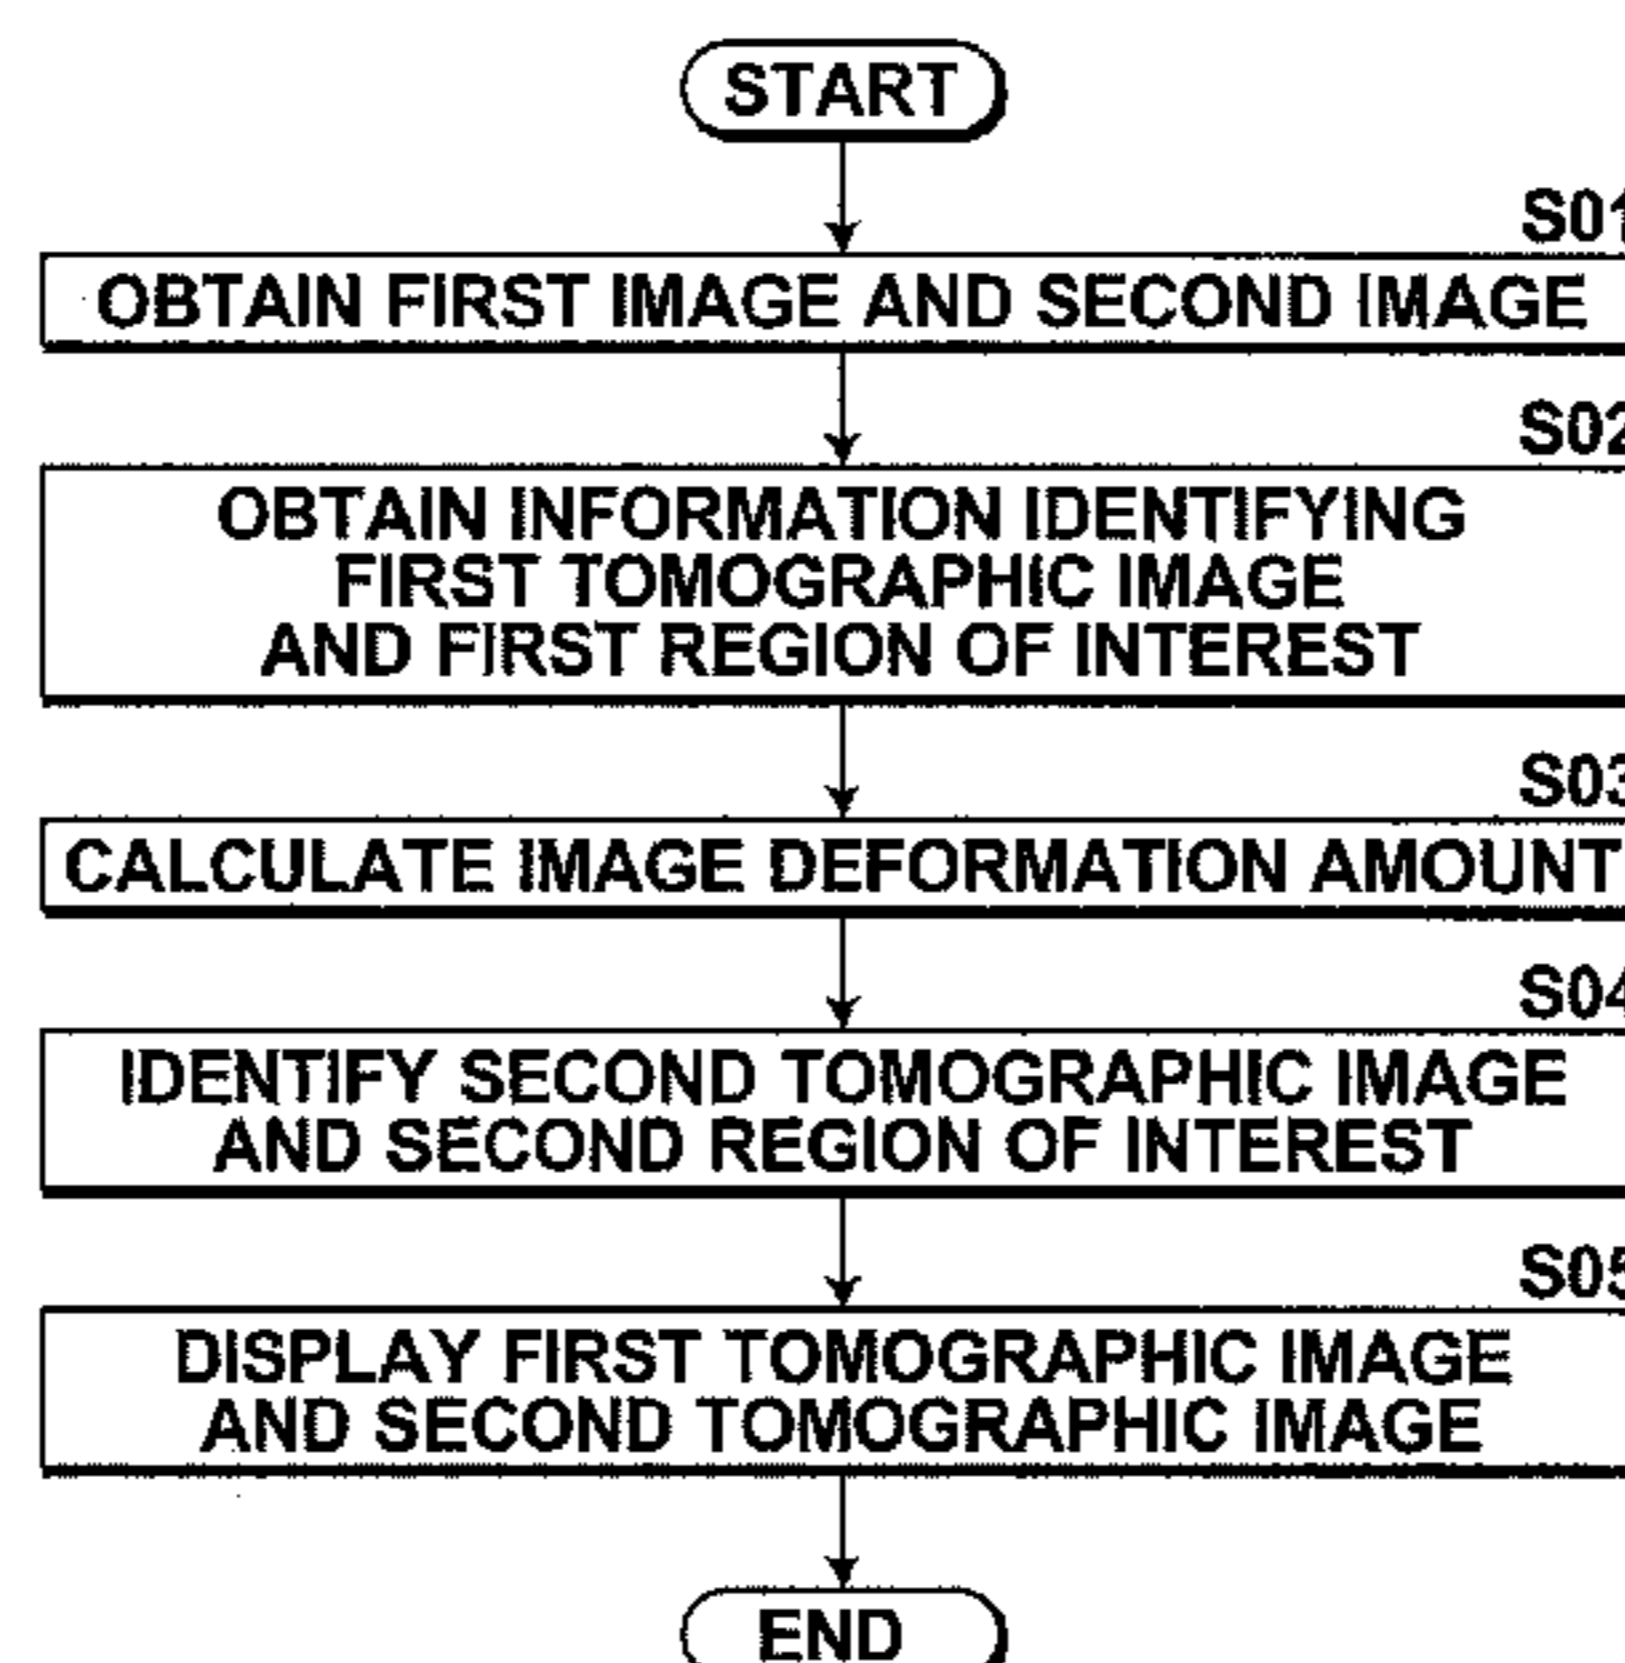 START
S01
OBTAIN FIRST IMAGE AND SECOND IMAGE
S02
OBTAIN INFORMATION IDENTIFYING
FIRST TOMOGRAPHIC IMAGE
AND FIRST REGION OF INTEREST
S03
CALCULATE IMAGE DEFORMATION AMOUNT
S04
IDENTIFY SECOND TOMOGRAPHIC IMAGE
AND SECOND REGION OF INTEREST
S05
DISPLAY FIRST TOMOGRAPHIC IMAGE
AND SECOND TOMOGRAPHIC IMAGE
END